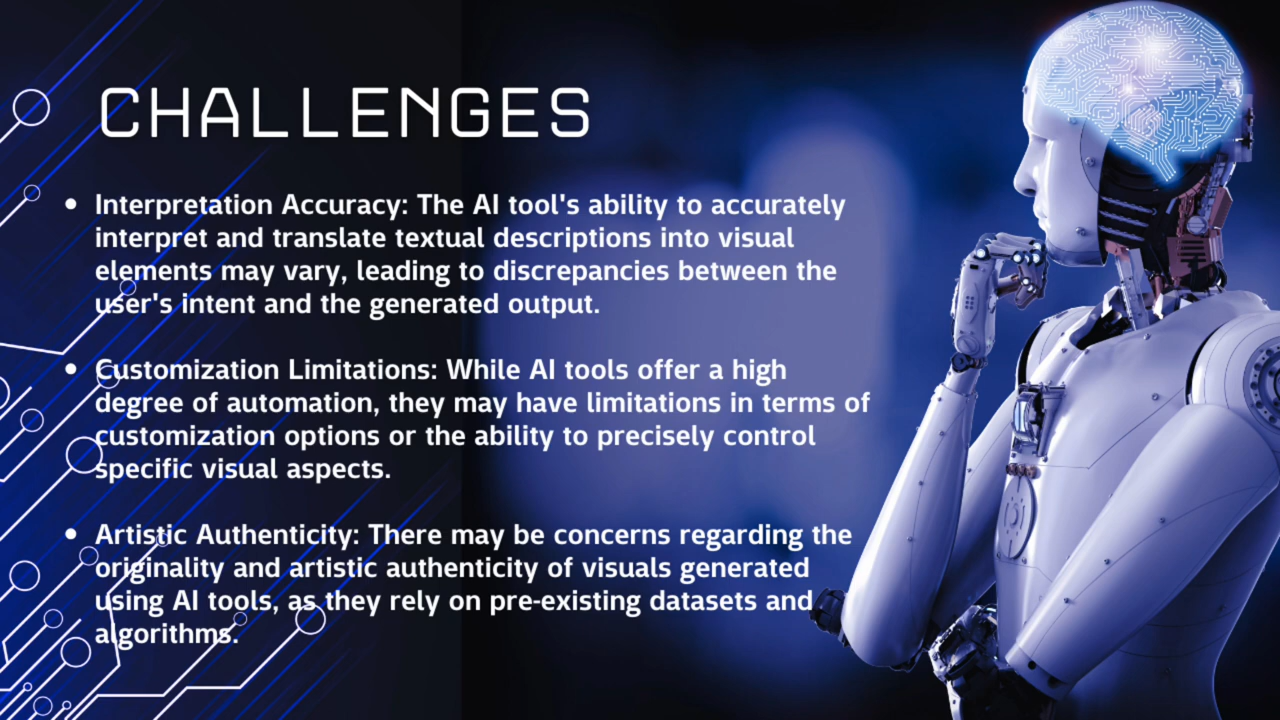 CHALLENGES
• Interpretation Accuracy: The AI tool's ability to accurately
interpret and translate textual descriptions into visual
elements may vary, leading to discrepancies between the
user's intent and the generated output.
• Customization Limitations: While AI tools offer a high
degree of automation, they may have limitations in terms of
customization options or the ability to precisely control
specific visual aspects.
• Artistic Authenticity: There may be concerns regarding the
originality and artistic authenticity of visuals generated
using AI tools, as they rely on pre-existing datasets and
algorithms.